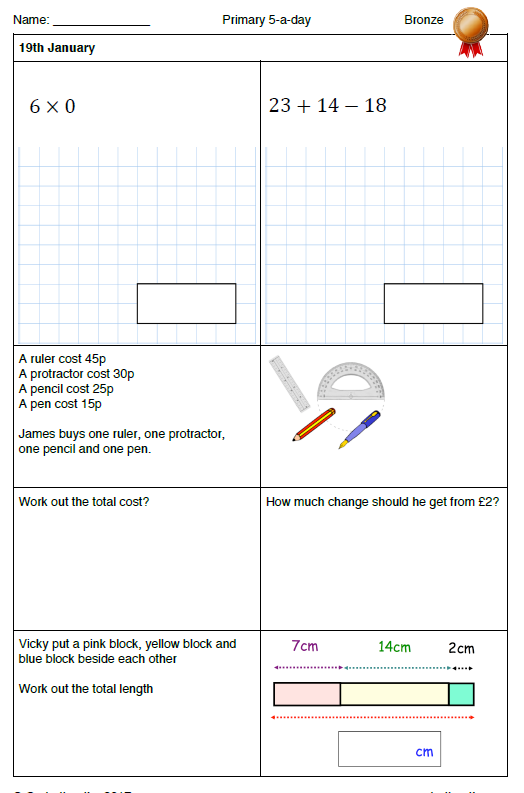 Name: _______________ Primary 5-a-day Bronze
19th January
6 × 0
23 + 14 − 18
A ruler cost 45p
A protractor cost 30p
A pencil cost 25p
A pen cost 15p
James buys one ruler, one protractor,
one pencil and one pen.
Work out the total cost?
How much change should he get from £2?
Vicky put a pink block, yellow block and
blue block beside each other
Work out the total length
7cm 14cm 2cm
cm